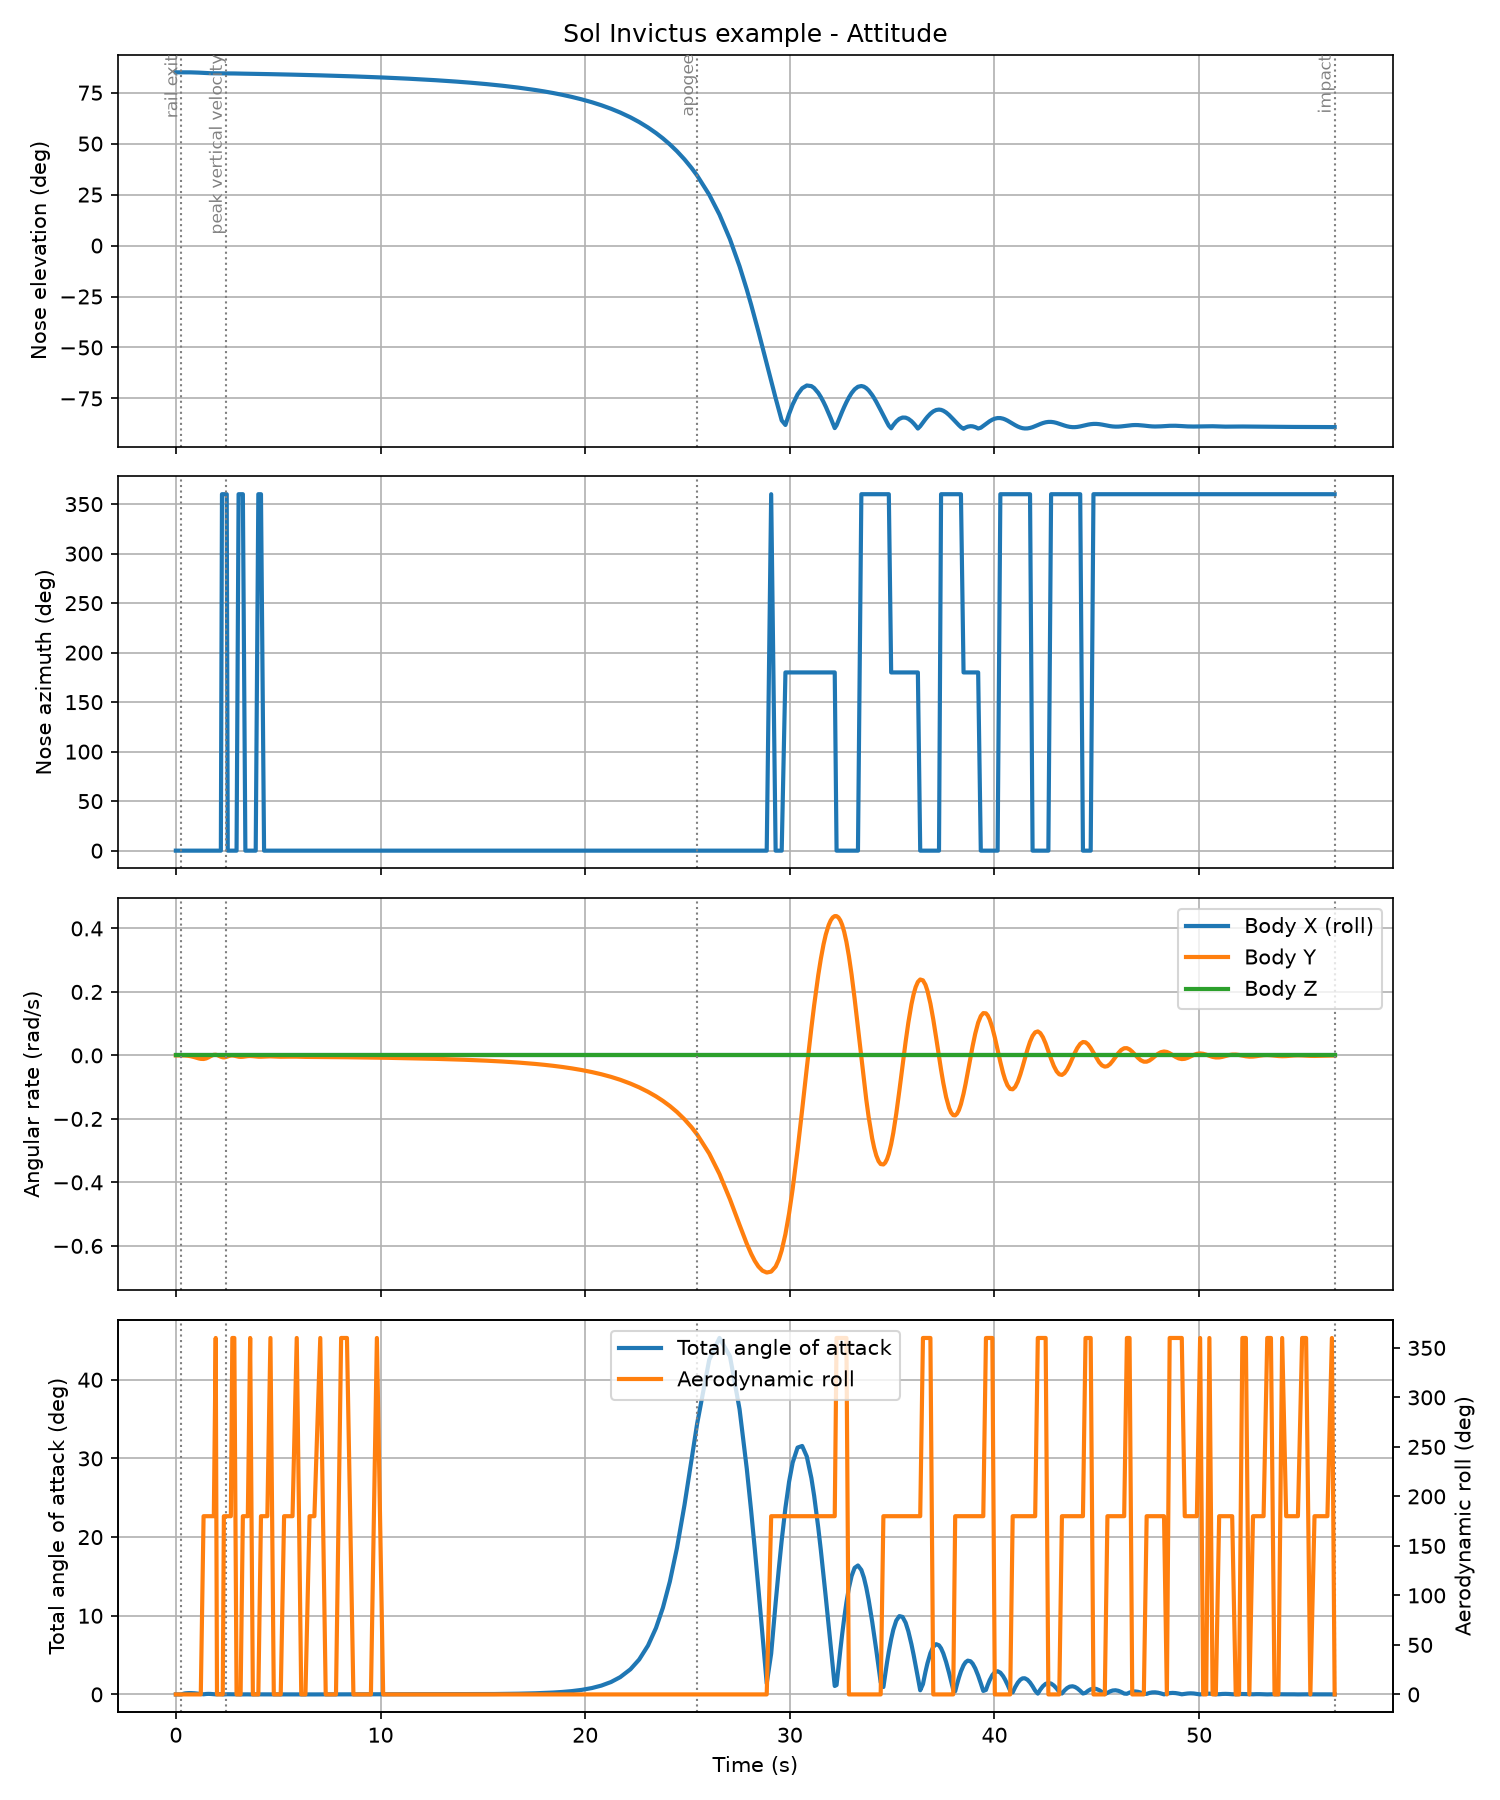 Sol Invictus example - Attitude
rail exit
peak vertical velocity
apogee
impact
Nose elevation (deg)
75
50
25
0
−25
−50
−75
Nose azimuth (deg)
350
300
250
200
150
100
50
0
Angular rate (rad/s)
0.4
0.2
0.0
−0.2
−0.4
−0.6
Body X (roll)
Body Y
Body Z
Total angle of attack (deg)
40
30
20
10
0
Total angle of attack
Aerodynamic roll
350
300
250
200
150
100
50
0
Aerodynamic roll (deg)
0
10
20
30
40
50
Time (s)